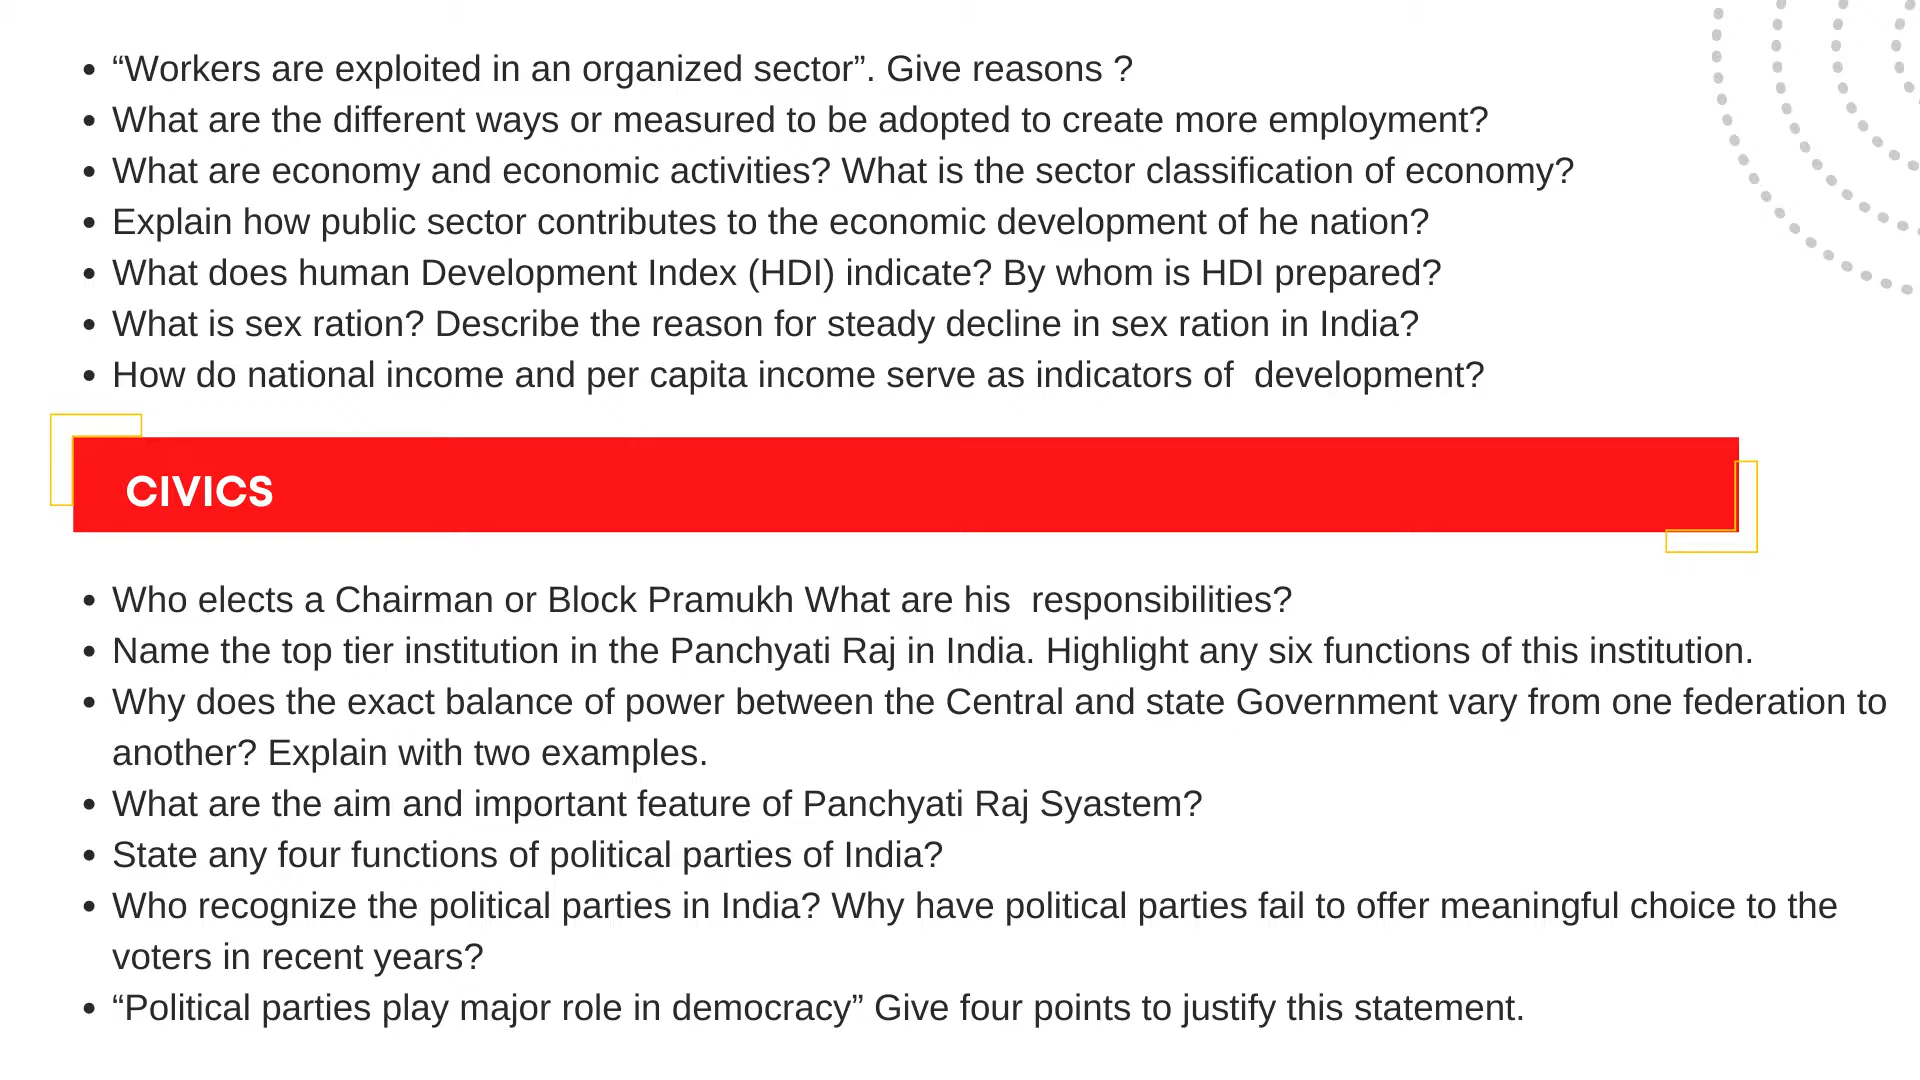 • “Workers are exploited in an organized sector”. Give reasons ?
• What are the different ways or measured to be adopted to create more employment?
• What are economy and economic activities? What is the sector classification of economy?
• Explain how public sector contributes to the economic development of he nation?
• What does human Development Index (HDI) indicate? By whom is HDI prepared?
• What is sex ration? Describe the reason for steady decline in sex ration in India?
• How do national income and per capita income serve as indicators of  development?
CIVICS
• Who elects a Chairman or Block Pramukh What are his  responsibilities?
• Name the top tier institution in the Panchyati Raj in India. Highlight any six functions of this institution.
• Why does the exact balance of power between the Central and state Government vary from one federation to
another? Explain with two examples.
• What are the aim and important feature of Panchyati Raj Syastem?
• State any four functions of political parties of India?
• Who recognize the political parties in India? Why have political parties fail to offer meaningful choice to the
voters in recent years?
• “Political parties play major role in democracy” Give four points to justify this statement.